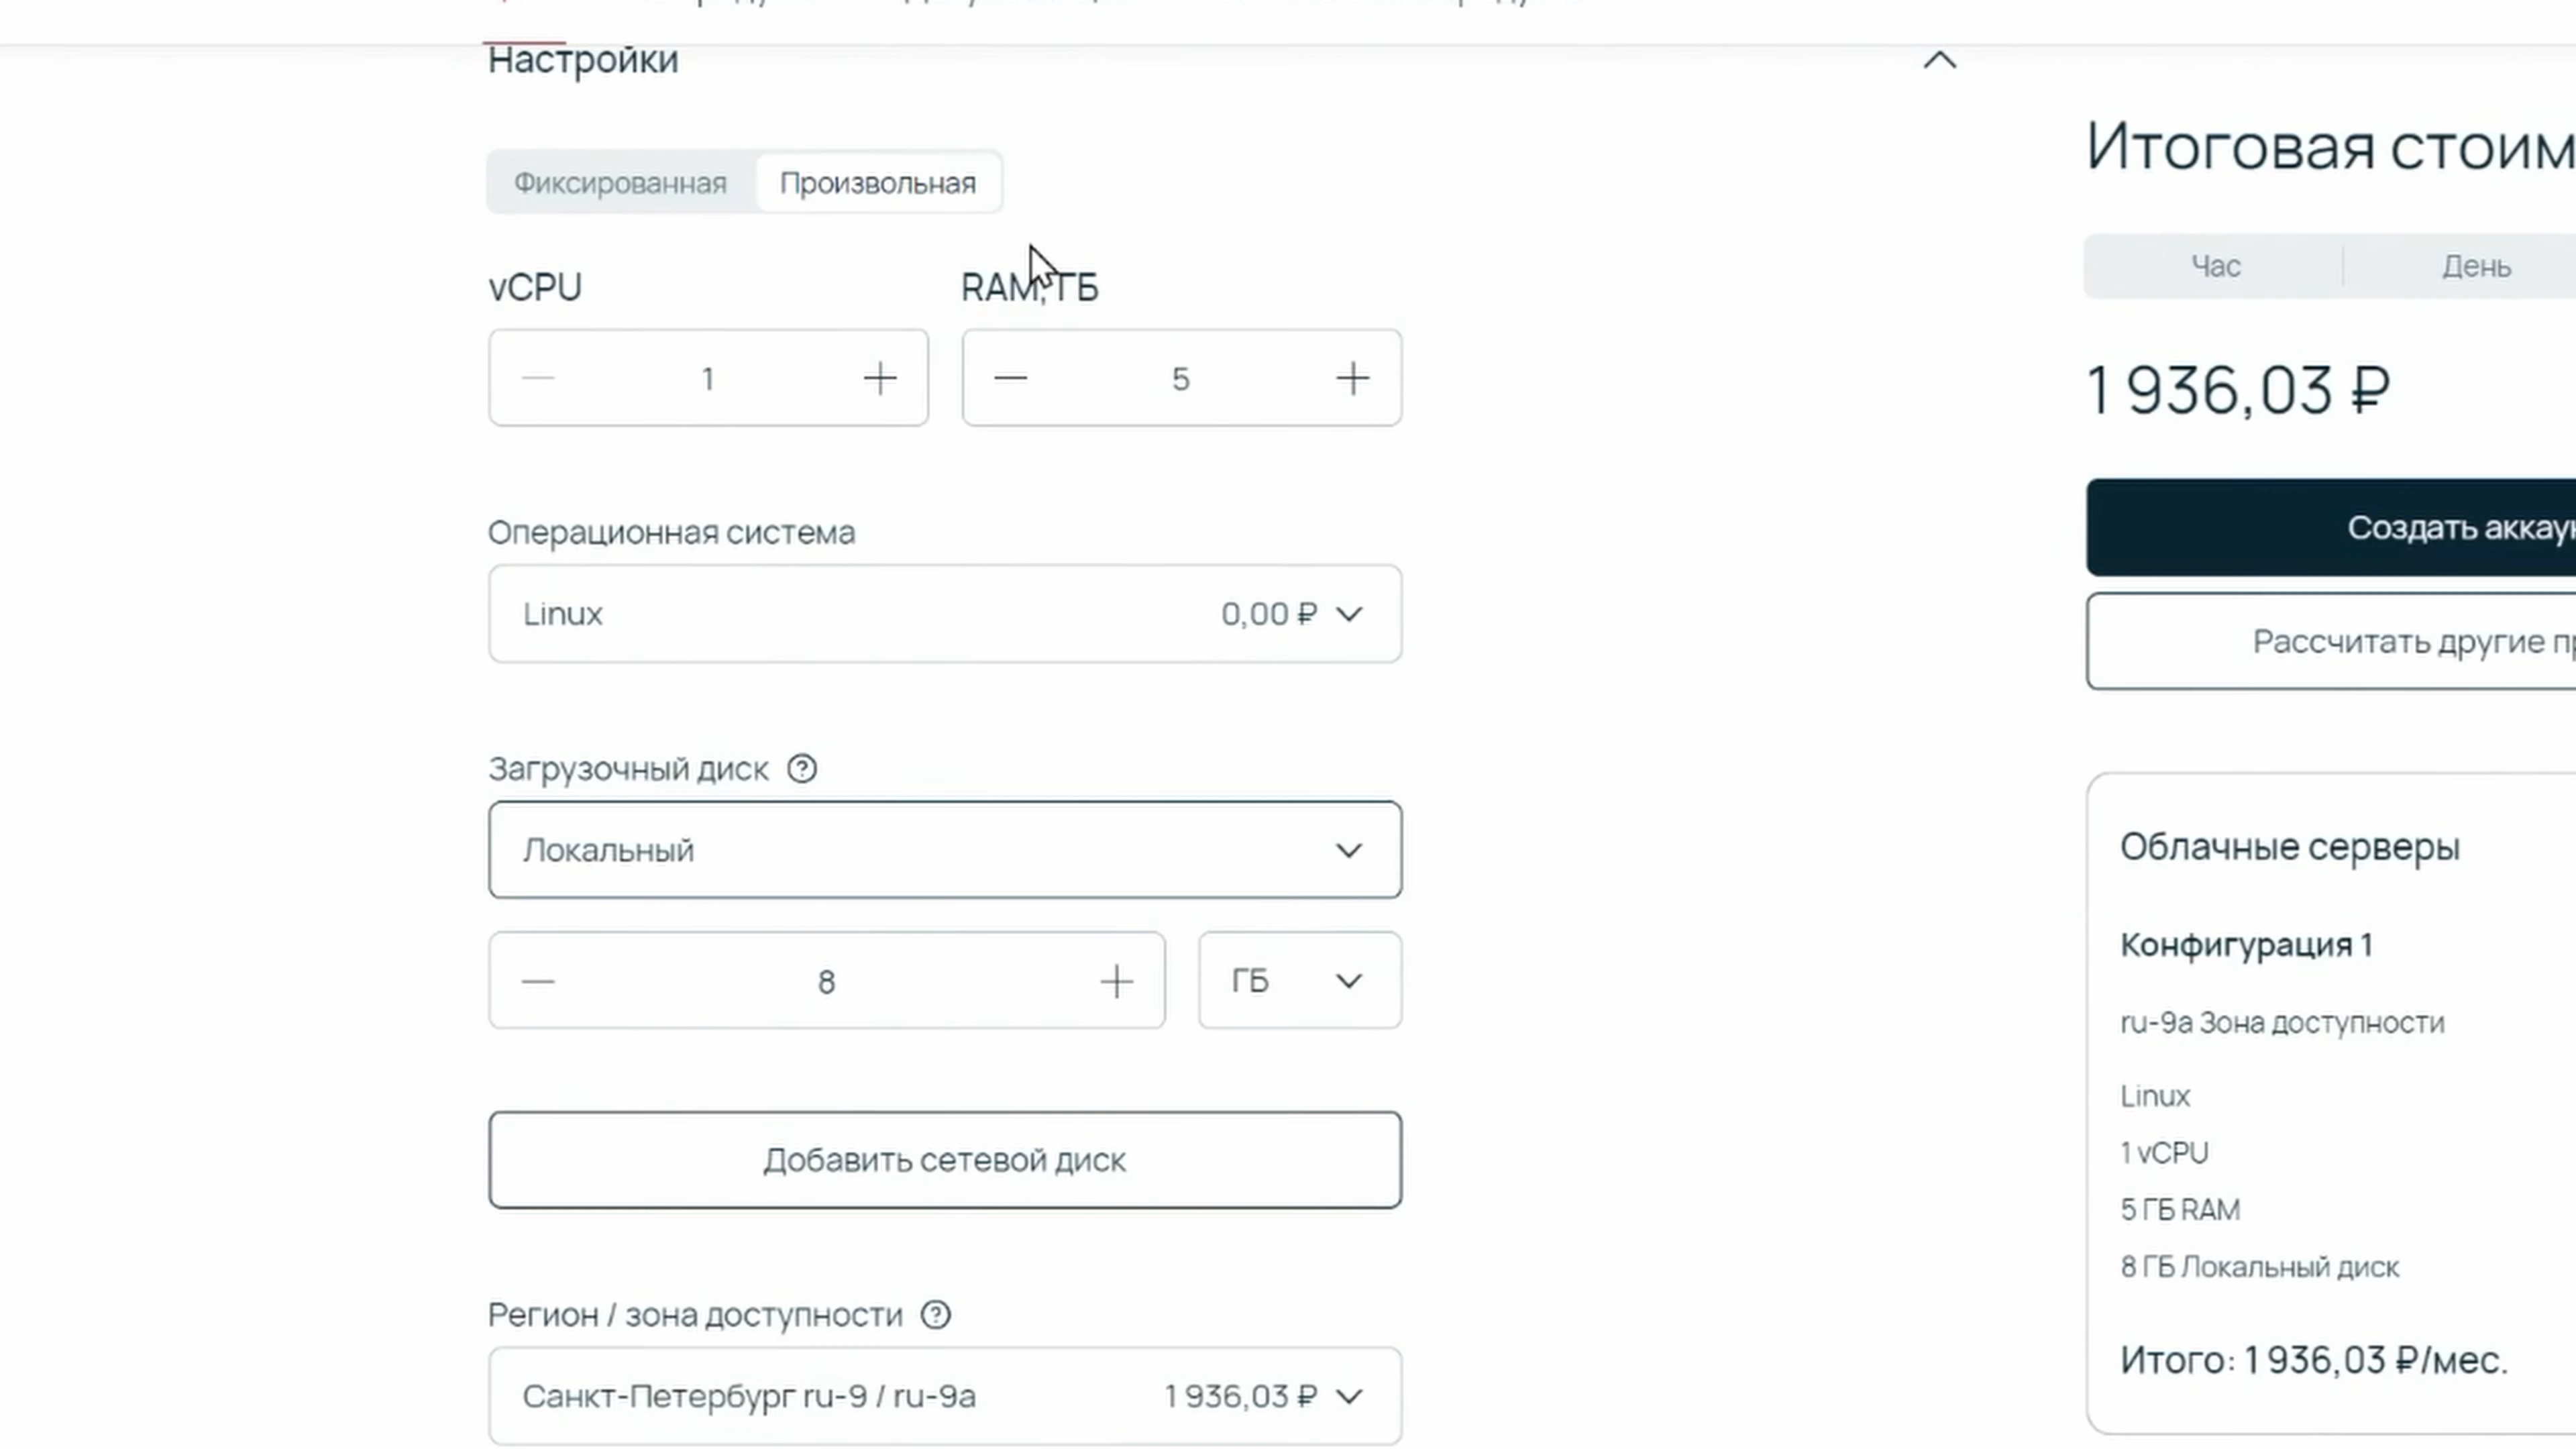 Настройки
Фиксированная Произвольная
vCPU RAM, ГБ
1 5
Операционная система
Linux 0,00 ₽
Загрузочный диск
Локальный
8 ГБ
Добавить сетевой диск
Регион / зона доступности
Санкт-Петербург ru-9 / ru-9a 1 936,03 ₽
Итоговая стоим
Час День
1 936,03 ₽
Создать аккаун
Рассчитать другие пр
Облачные серверы
Конфигурация 1
ru-9a Зона доступности
Linux
1 vCPU
5 ГБ RAM
8 ГБ Локальный диск
Итого: 1 936,03 ₽/мес.